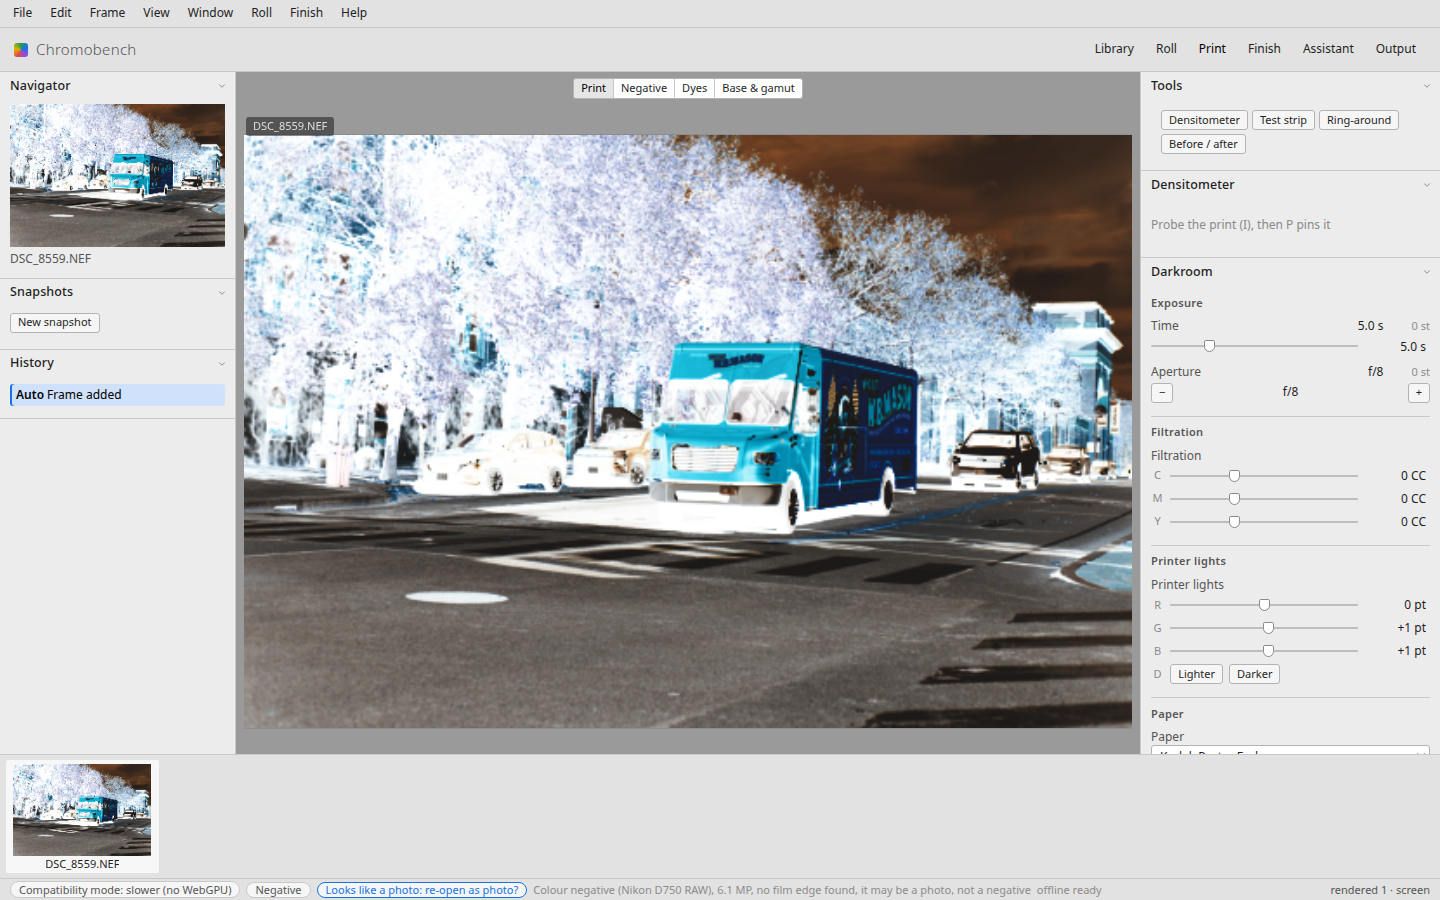 File Edit Frame View Window Roll Finish Help
Chromobench
Library Roll Print Finish Assistant Output
Navigator
DSC_8559.NEF
Snapshots
New snapshot
History
Auto Frame added
Print Negative Dyes Base & gamut
DSC_8559.NEF
W.B. MASON
Tools
Densitometer Test strip Ring-around
Before / after
Densitometer
Probe the print (I), then P pins it
Darkroom
Exposure
Time 5.0 s 0 st
5.0 s
Aperture f/8 0 st
− f/8 +
Filtration
Filtration
C 0 CC
M 0 CC
Y 0 CC
Printer lights
Printer lights
R 0 pt
G +1 pt
B +1 pt
D Lighter Darker
Paper
Paper
DSC_8559.NEF
Compatibility mode: slower (no WebGPU) Negative Looks like a photo: re-open as photo? Colour negative (Nikon D750 RAW), 6.1 MP, no film edge found, it may be a photo, not a negative offline ready rendered 1 · screen